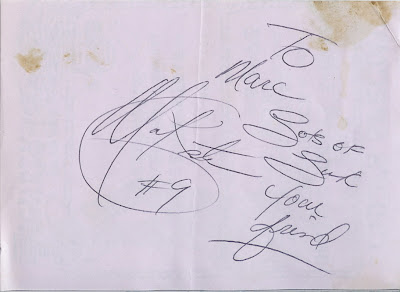 To
Marc
Lots of
Luck
Your
friend
#9